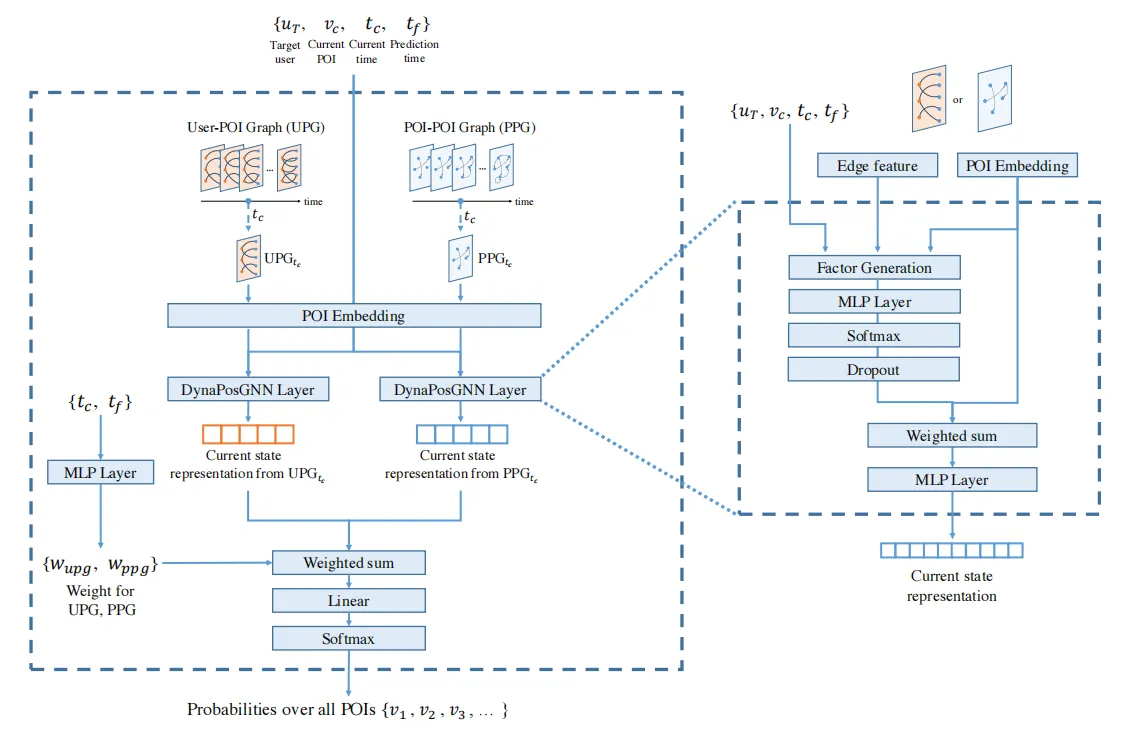 {u_T, v_c, t_c, t_f}
Target user
Current POI
Current time
Prediction time
User-POI Graph (UPG)
...
time
t_c
UPG_{t_c}
POI-POI Graph (PPG)
...
time
t_c
PPG_{t_c}
POI Embedding
DynaPosGNN Layer
DynaPosGNN Layer
Current state
representation from UPG_{t_c}
Current state
representation from PPG_{t_c}
{t_c, t_f}
MLP Layer
{w_{upg}, w_{ppg}}
Weight for
UPG, PPG
Weighted sum
Linear
Softmax
Probabilities over all POIs {v_1, v_2, v_3, ... }
or
{u_T, v_c, t_c, t_f}
Edge feature
POI Embedding
Factor Generation
MLP Layer
Softmax
Dropout
Weighted sum
MLP Layer
Current state
representation